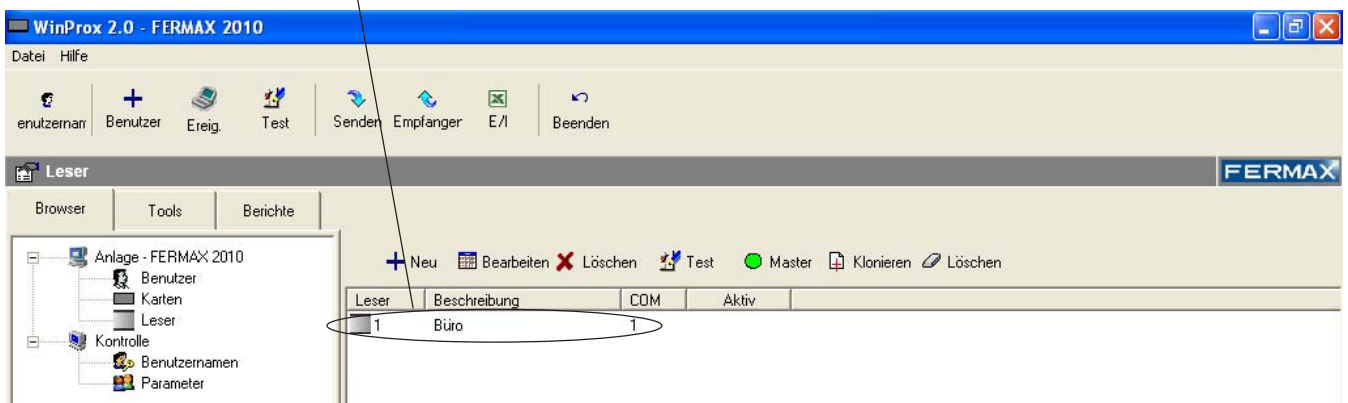 WinProx 2.0 - FERMAX 2010
Datei Hilfe
enutzernam Benutzer Ereig. Test Senden Empfanger E/I Beenden
Leser FERMAX
Browser Tools Berichte
Anlage - FERMAX 2010
Neu Bearbeiten Löschen Test Master Klonieren Löschen
Benutzer
Karten
Leser Beschreibung COM Aktiv
Leser
1 Büro 1
Kontrolle
Benutzernamen
Parameter